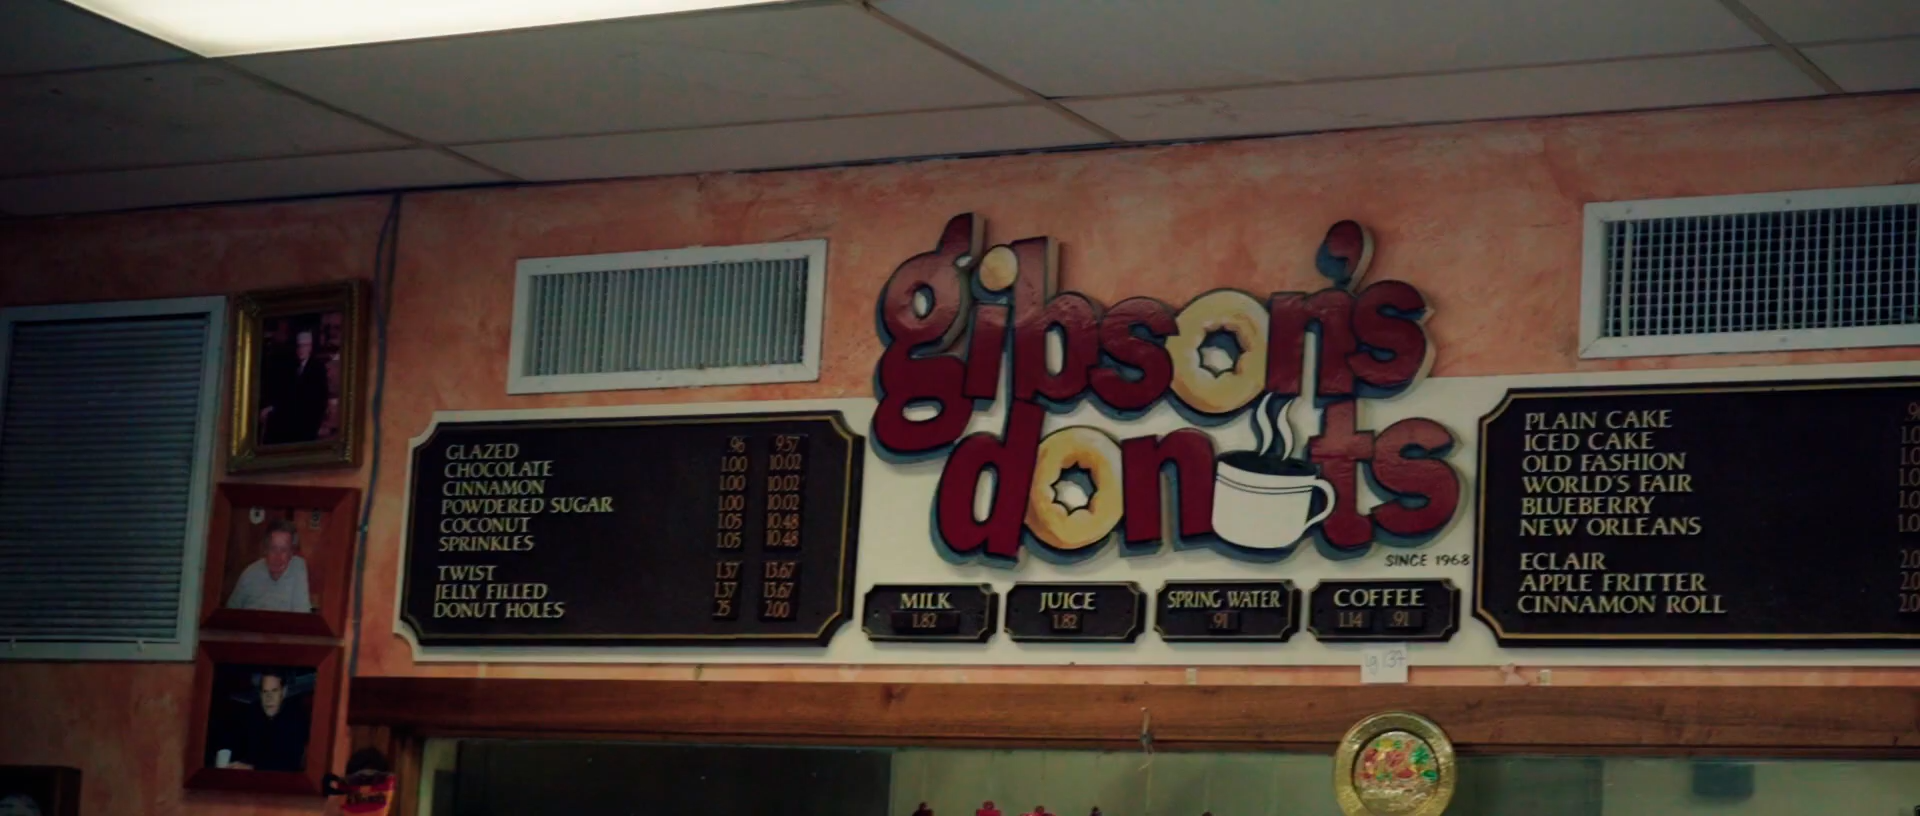 gibson's
donuts
SINCE 1968
GLAZED .96 9.57
CHOCOLATE 1.00 10.02
CINNAMON 1.00 10.02
POWDERED SUGAR 1.00 10.02
COCONUT 1.05 10.48
SPRINKLES 1.05 10.48
TWIST 1.37 13.67
JELLY FILLED 1.37 13.67
DONUT HOLES .25 2.00
MILK
1.82
JUICE
1.82
SPRING WATER
.91
COFFEE
1.14 .91
lg 1.37
PLAIN CAKE
ICED CAKE
OLD FASHION
WORLD'S FAIR
BLUEBERRY
NEW ORLEANS
ECLAIR
APPLE FRITTER
CINNAMON ROLL